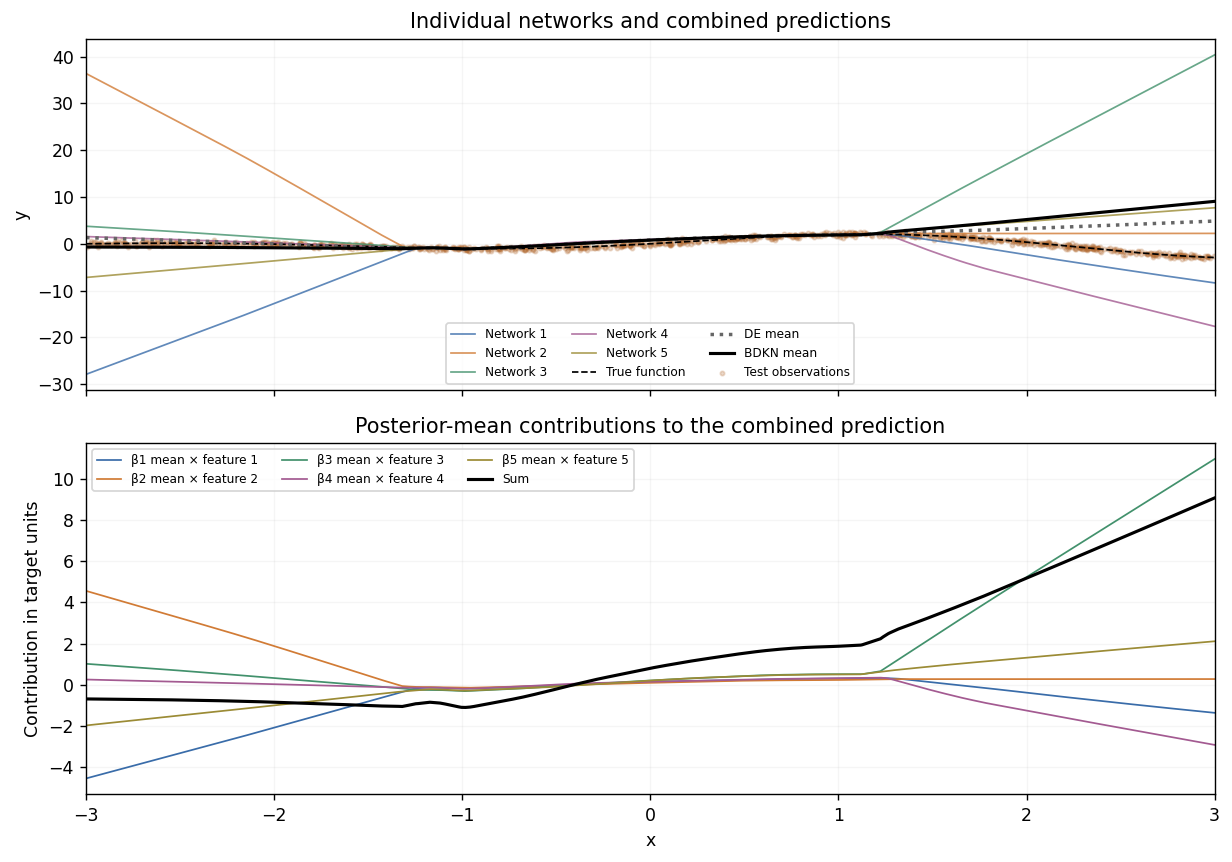 Individual networks and combined predictions
40
30
20
10
0
−10
−20
−30
y
Network 1
Network 2
Network 3
Network 4
Network 5
True function
DE mean
BDKN mean
Test observations
Posterior-mean contributions to the combined prediction
β1 mean × feature 1
β2 mean × feature 2
β3 mean × feature 3
β4 mean × feature 4
β5 mean × feature 5
Sum
10
8
6
4
2
0
−2
−4
Contribution in target units
−3
−2
−1
0
1
2
3
x